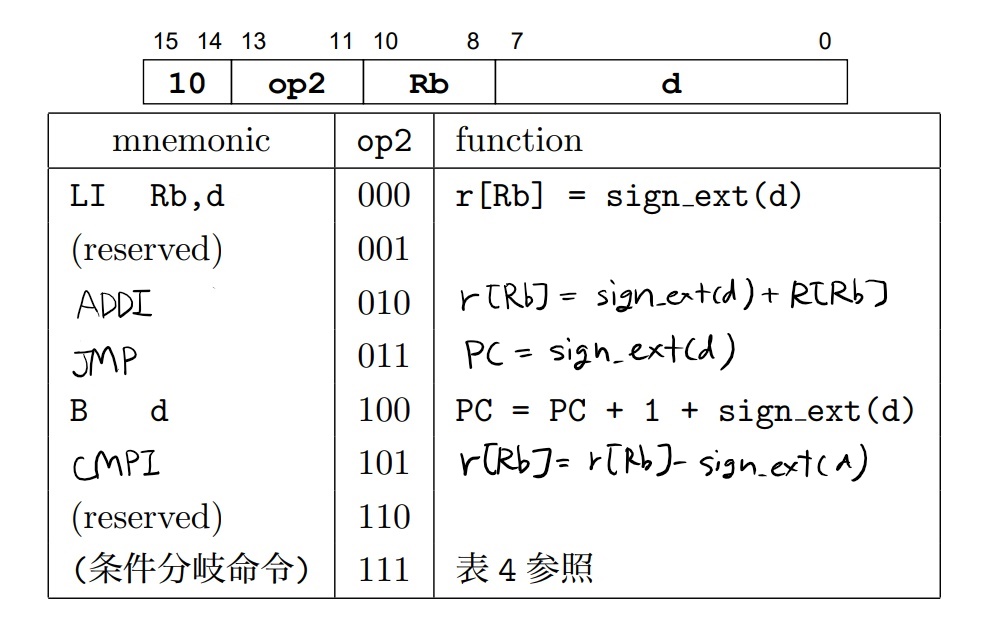 15 14 13 11 10 8 7 0
10 op2 Rb d
mnemonic op2 function
LI Rb,d 000 r[Rb] = sign_ext(d)
(reserved) 001
ADDI 010 r[Rb] = sign_ext(d) + R[Rb]
JMP 011 PC = sign_ext(d)
B d 100 PC = PC + 1 + sign_ext(d)
CMPI 101 r[Rb] = r[Rb] - sign_ext(
(reserved) 110
(条件分岐命令) 111 表 4 参照